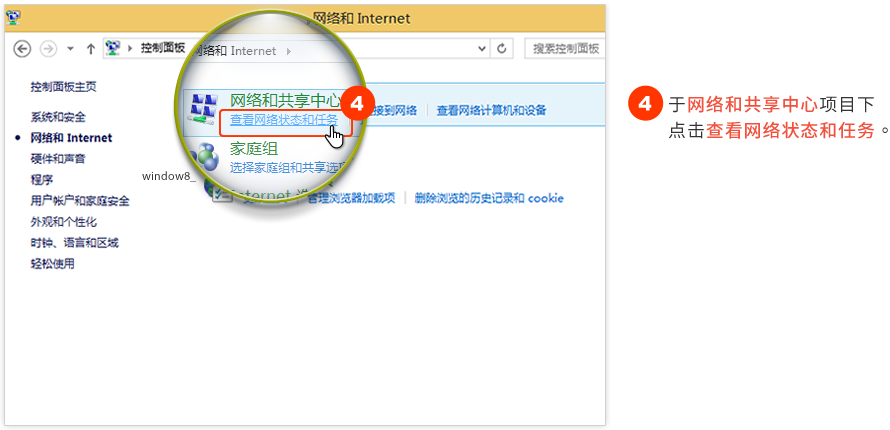 网络和 Internet
控制面板
网络和 Internet
搜索控制面板
控制面板主页
系统和安全
网络和 Internet
硬件和声音
程序
用户帐户和家庭安全
外观和个性化
时钟、语言和区域
轻松使用
网络和共享中心
4
查看网络状态和任务
接到网络
查看网络计算机和设备
家庭组
选择家庭组和共享选项
window8_
Internet
管理浏览器加载项
删除浏览的历史记录和 cookie
4 于网络和共享中心项目下
点击查看网络状态和任务。